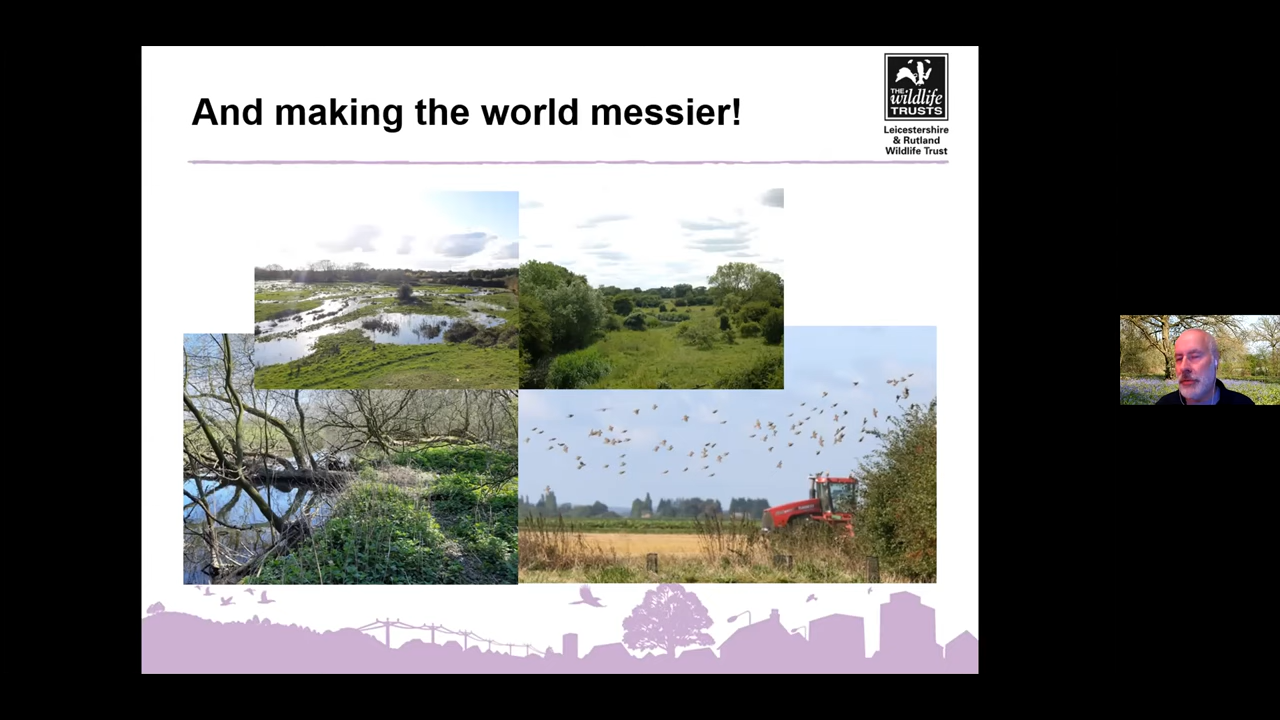 And making the world messier!
THE
wildlife
TRUSTS
Leicestershire
& Rutland
Wildlife Trust